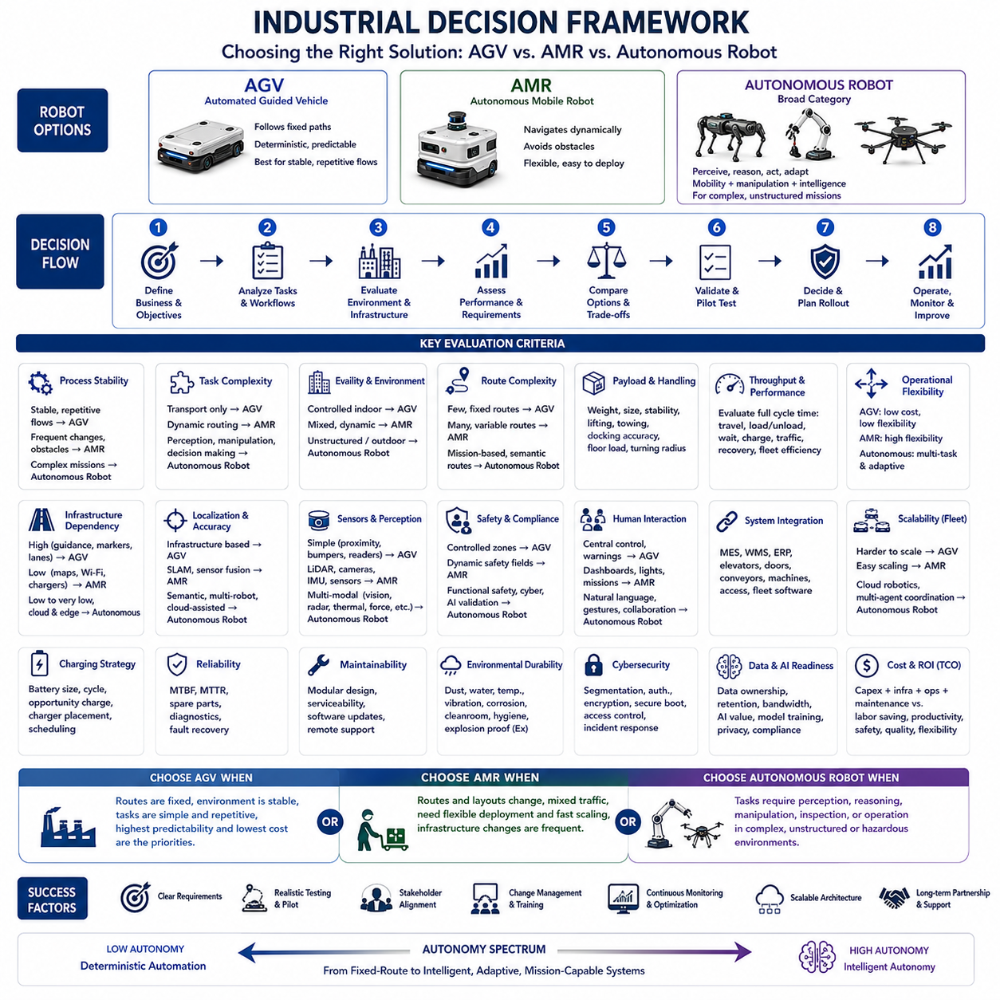 INDUSTRIAL DECISION FRAMEWORK
Choosing the Right Solution: AGV vs. AMR vs. Autonomous Robot
ROBOT
OPTIONS
AGV
Automated Guided Vehicle
Follows fixed paths
Deterministic, predictable
Best for stable, repetitive flows
AMR
Autonomous Mobile Robot
Navigates dynamically
Avoids obstacles
Flexible, easy to deploy
AUTONOMOUS ROBOT
Broad Category
Perceive, reason, act, adapt
Mobility + manipulation + intelligence
For complex, unstructured missions
DECISION
FLOW
1
Define
Business &
Objectives
2
Analyze Tasks
& Workflows
3
Evaluate
Environment &
Infrastructure
4
Assess
Performance &
Requirements
5
Compare
Options &
Trade-offs
6
Validate &
Pilot Test
7
Decide &
Plan Rollout
8
Operate,
Monitor &
Improve
KEY EVALUATION CRITERIA
Process Stability
Stable, repetitive
flows → AGV
Frequent changes,
obstacles → AMR
Complex missions →
Autonomous Robot
Task Complexity
Transport only → AGV
Dynamic routing → AMR
Perception, manipulation,
decision making →
Autonomous Robot
Evaility & Environment
Controlled indoor → AGV
Mixed, dynamic → AMR
Unstructured / outdoor →
Autonomous Robot
Route Complexity
Few, fixed routes → AGV
Many, variable routes →
AMR
Mission-based, semantic
routes → Autonomous Robot
Payload & Handling
Weight, size, stability,
lifting, towing,
docking accuracy,
floor load, turning radius
Throughput &
Performance
Evaluate full cycle time:
travel, load/unload,
wait, charge, traffic,
recovery, fleet efficiency
Operational
Flexibility
AGV: low cost,
low flexibility
AMR: high flexibility
Autonomous: multi-task
& adaptive
Infrastructure
Dependency
High (guidance, markers,
lanes) → AGV
Low (maps, Wi-Fi,
chargers) → AMR
Low to very low,
cloud & edge → Autonomous
Localization &
Accuracy
Infrastructure based →
AGV
SLAM, sensor fusion →
AMR
Semantic, multi-robot,
cloud-assisted →
Autonomous Robot
Sensors & Perception
Simple (proximity,
bumpers, readers) → AGV
LiDAR, cameras,
IMU, sensors → AMR
Multi-modal (vision,
radar, thermal, force, etc.) →
Autonomous Robot
Safety & Compliance
Controlled zones → AGV
Dynamic safety fields →
AMR
Functional safety, cyber,
AI validation →
Autonomous Robot
Human Interaction
Central control,
warnings → AGV
Dashboards, lights,
missions → AMR
Natural language,
gestures, collaboration →
Autonomous Robot
System Integration
MES, WMS, ERP,
elevators, doors,
conveyors, machines,
access, fleet software
Scalability (Fleet)
Harder to scale → AGV
Easy scaling → AMR
Cloud robotics,
multi-agent coordination →
Autonomous Robot
Charging Strategy
Battery size, cycle,
opportunity charge,
charger placement,
scheduling
Reliability
MTBF, MTTR,
spare parts,
diagnostics,
fault recovery
Maintainability
Modular design,
serviceability,
software updates,
remote support
Environmental Durability
Dust, water, temp.,
vibration, corrosion,
cleanroom, hygiene,
explosion proof (Ex)
Cybersecurity
Segmentation, auth.,
encryption, secure boot,
access control,
incident response
Data & AI Readiness
Data ownership,
retention, bandwidth,
AI value, model training,
privacy, compliance
$
Cost & ROI (TCO)
Capex + infra + ops +
maintenance vs.
labor saving, productivity,
safety, quality, flexibility
CHOOSE AGV WHEN
Routes are fixed, environment is stable,
tasks are simple and repetitive,
highest predictability and lowest cost
are the priorities.
OR
CHOOSE AMR WHEN
Routes and layouts change, mixed traffic,
need flexible deployment and fast scaling,
infrastructure changes are frequent.
OR
CHOOSE AUTONOMOUS ROBOT WHEN
Tasks require perception, reasoning,
manipulation, inspection, or operation
in complex, unstructured or hazardous
environments.
SUCCESS
FACTORS
Clear Requirements
Realistic Testing
& Pilot
Stakeholder
Alignment
Change Management
& Training
Continuous Monitoring
& Optimization
Scalable Architecture
Long-term Partnership
& Support
LOW AUTONOMY
Deterministic Automation
AUTONOMY SPECTRUM
From Fixed-Route to Intelligent, Adaptive, Mission-Capable Systems
HIGH AUTONOMY
Intelligent Autonomy